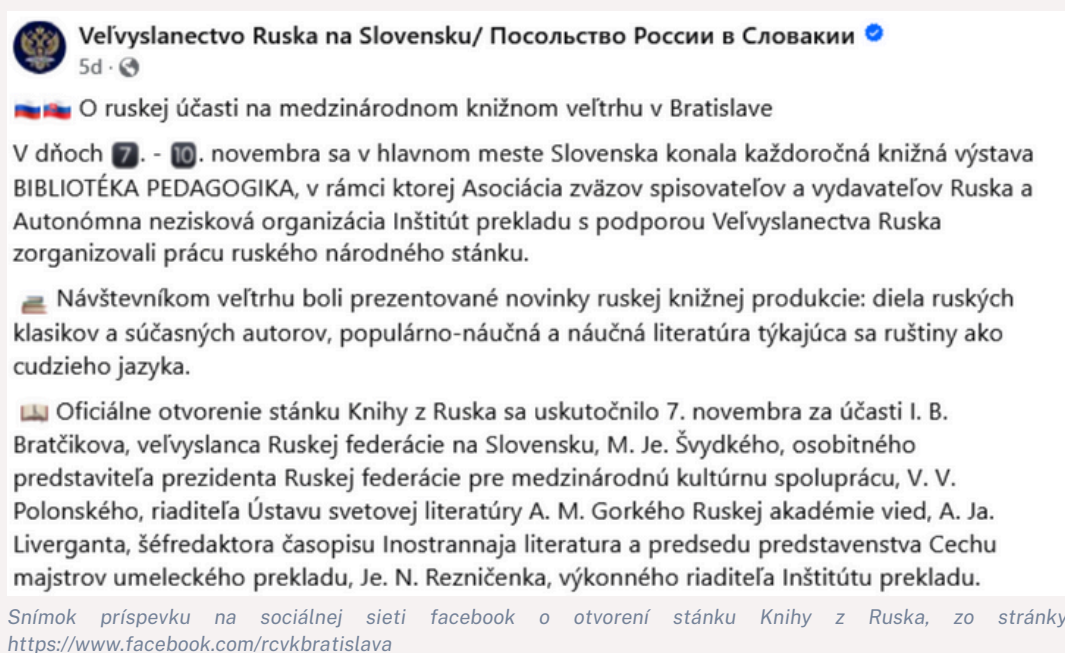 Veľvyslanectvo Ruska na Slovensku/ Посольство России в Словакии
5d ·
🇷🇺🇸🇰 O ruskej účasti na medzinárodnom knižnom veľtrhu v Bratislave
V dňoch 7️⃣. - 🔟. novembra sa v hlavnom meste Slovenska konala každoročná knižná výstava
BIBLIOTÉKA PEDAGOGIKA, v rámci ktorej Asociácia zväzov spisovateľov a vydavateľov Ruska a
Autonómna nezisková organizácia Inštitút prekladu s podporou Veľvyslanectva Ruska
zorganizovali prácu ruského národného stánku.
📚 Návštevníkom veľtrhu boli prezentované novinky ruskej knižnej produkcie: diela ruských
klasikov a súčasných autorov, populárno-náučná a náučná literatúra týkajúca sa ruštiny ako
cudzieho jazyka.
📖 Oficiálne otvorenie stánku Knihy z Ruska sa uskutočnilo 7. novembra za účasti I. B.
Bratčikova, veľvyslanca Ruskej federácie na Slovensku, M. Je. Švydkého, osobitného
predstaviteľa prezidenta Ruskej federácie pre medzinárodnú kultúrnu spoluprácu, V. V.
Polonského, riaditeľa Ústavu svetovej literatúry A. M. Gorkého Ruskej akadémie vied, A. Ja.
Liverganta, šéfredaktora časopisu Inostrannaja literatura a predsedu predstavenstva Cechu
majstrov umeleckého prekladu, Je. N. Rezničenka, výkonného riaditeľa Inštitútu prekladu.
Snímok príspevku na sociálnej sieti facebook o otvorení stánku Knihy z Ruska, zo stránky
https://www.facebook.com/rcvkbratislava